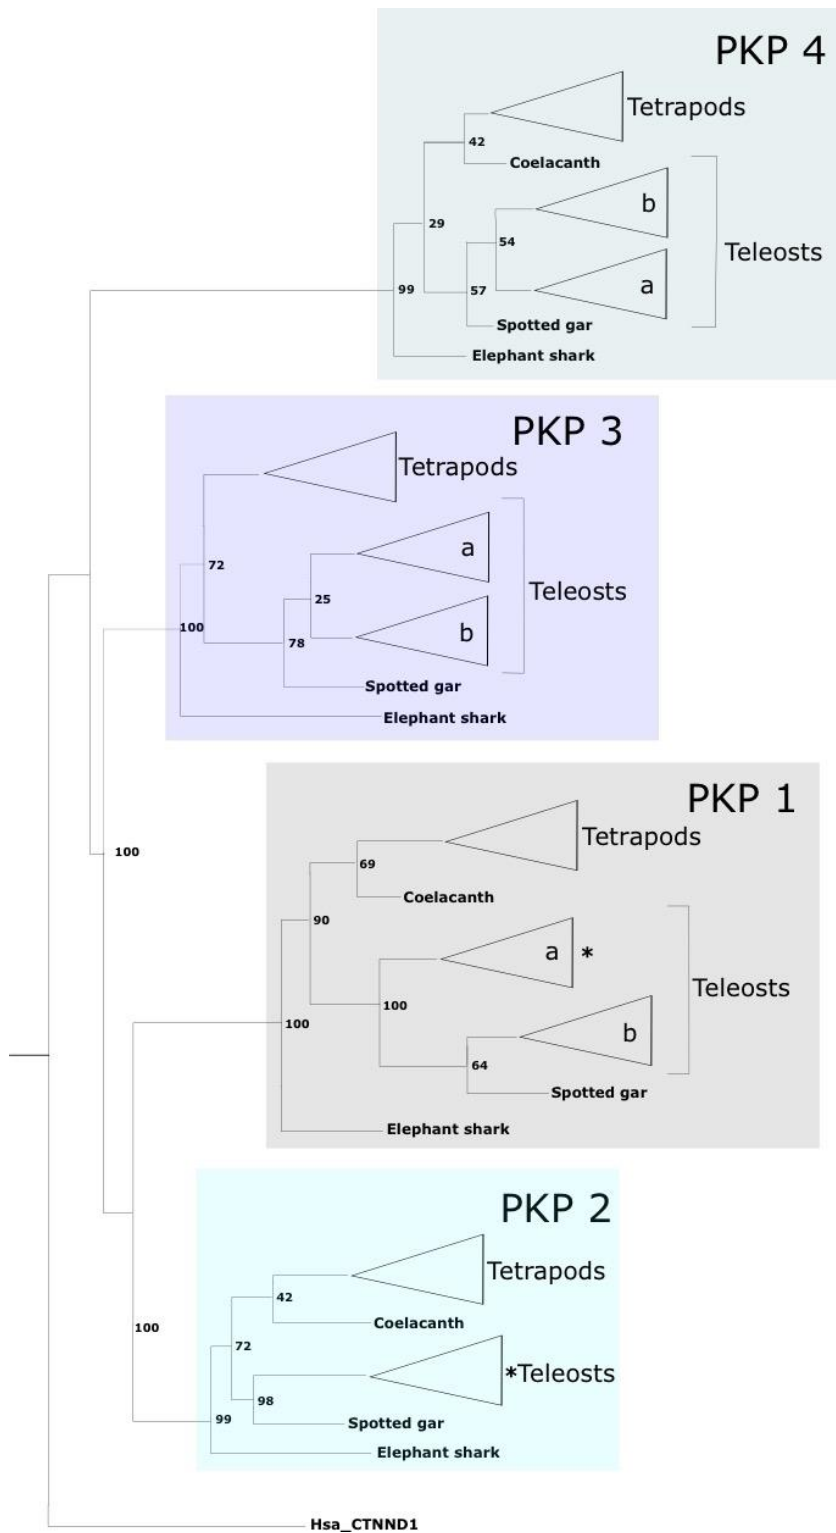 PKP 4
Tetrapods
42
Coelacanth
29
b
54
Teleosts
99
57
a
Spotted gar
Elephant shark
PKP 3
Tetrapods
72
a
25
Teleosts
100
b
78
Spotted gar
Elephant shark
PKP 1
Tetrapods
100
69
Coelacanth
90
a *
Teleosts
100
100
b
64
Spotted gar
Elephant shark
PKP 2
Tetrapods
42
Coelacanth
100
72
*Teleosts
98
99
Spotted gar
Elephant shark
Hsa_CTNND1